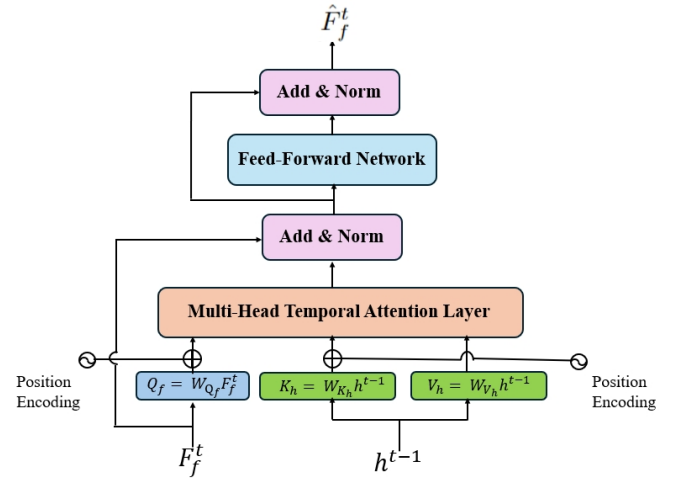 F̂_f^t
Add & Norm
Feed-Forward Network
Add & Norm
Multi-Head Temporal Attention Layer
Position
Encoding
Q_f = W_{Q_f} F_f^t
K_h = W_{K_h} h^{t-1}
V_h = W_{V_h} h^{t-1}
Position
Encoding
F_f^t
h^{t-1}